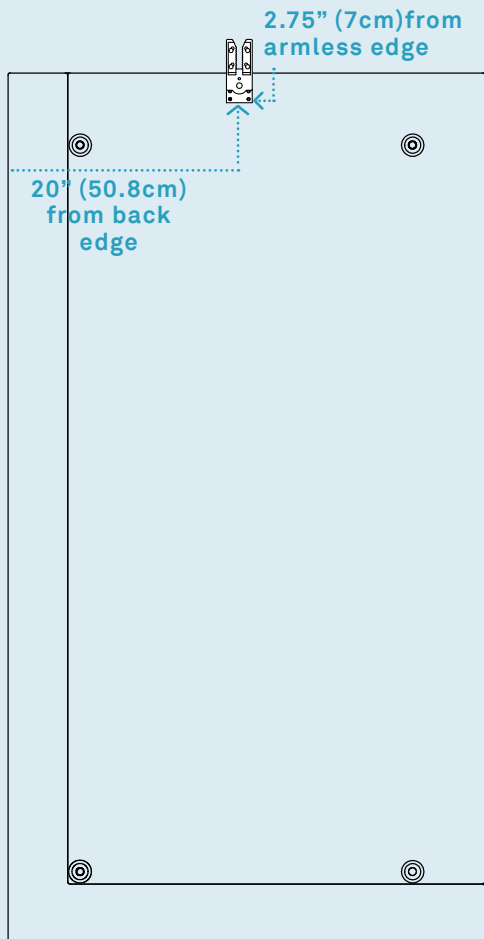 2.75” (7cm)from
armless edge
20” (50.8cm)
from back
edge